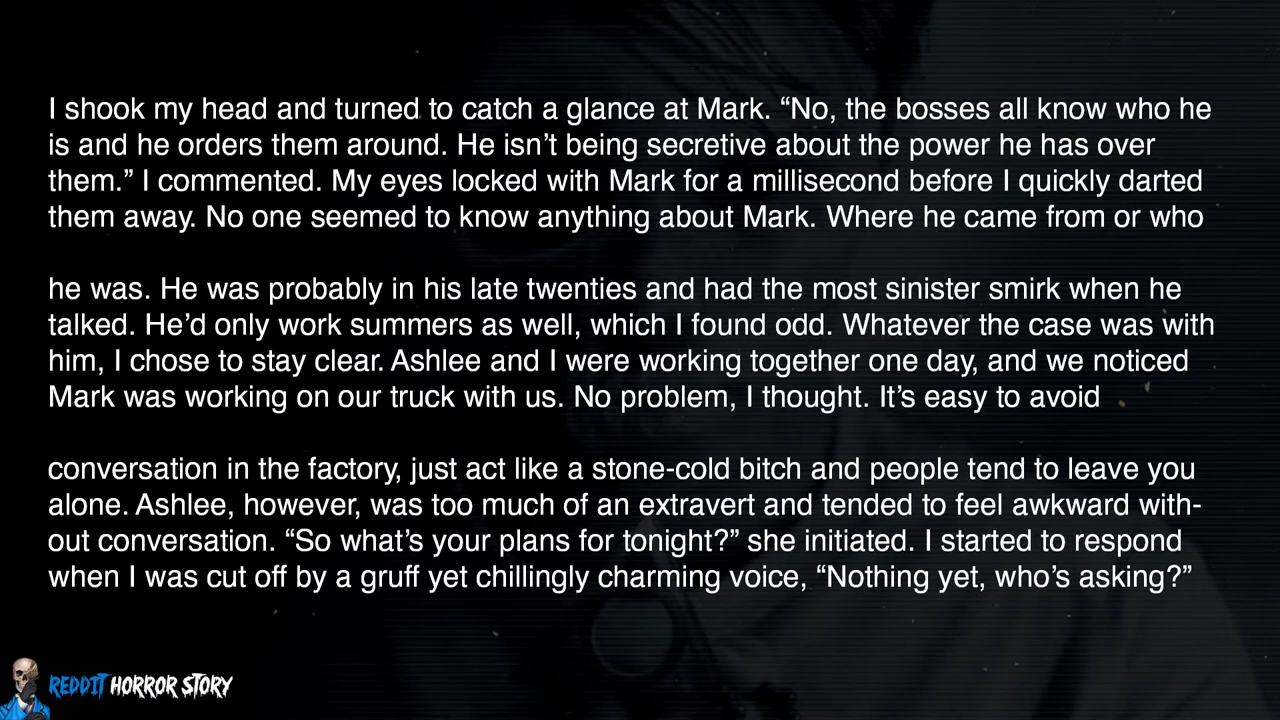 I shook my head and turned to catch a glance at Mark. “No, the bosses all know who he
is and he orders them around. He isn’t being secretive about the power he has over
them.” I commented. My eyes locked with Mark for a millisecond before I quickly darted
them away. No one seemed to know anything about Mark. Where he came from or who
he was. He was probably in his late twenties and had the most sinister smirk when he
talked. He’d only work summers as well, which I found odd. Whatever the case was with
him, I chose to stay clear. Ashlee and I were working together one day, and we noticed
Mark was working on our truck with us. No problem, I thought. It’s easy to avoid
conversation in the factory, just act like a stone-cold bitch and people tend to leave you
alone. Ashlee, however, was too much of an extravert and tended to feel awkward with-
out conversation. “So what’s your plans for tonight?” she initiated. I started to respond
when I was cut off by a gruff yet chillingly charming voice, “Nothing yet, who’s asking?”
REDDIT HORROR STORY